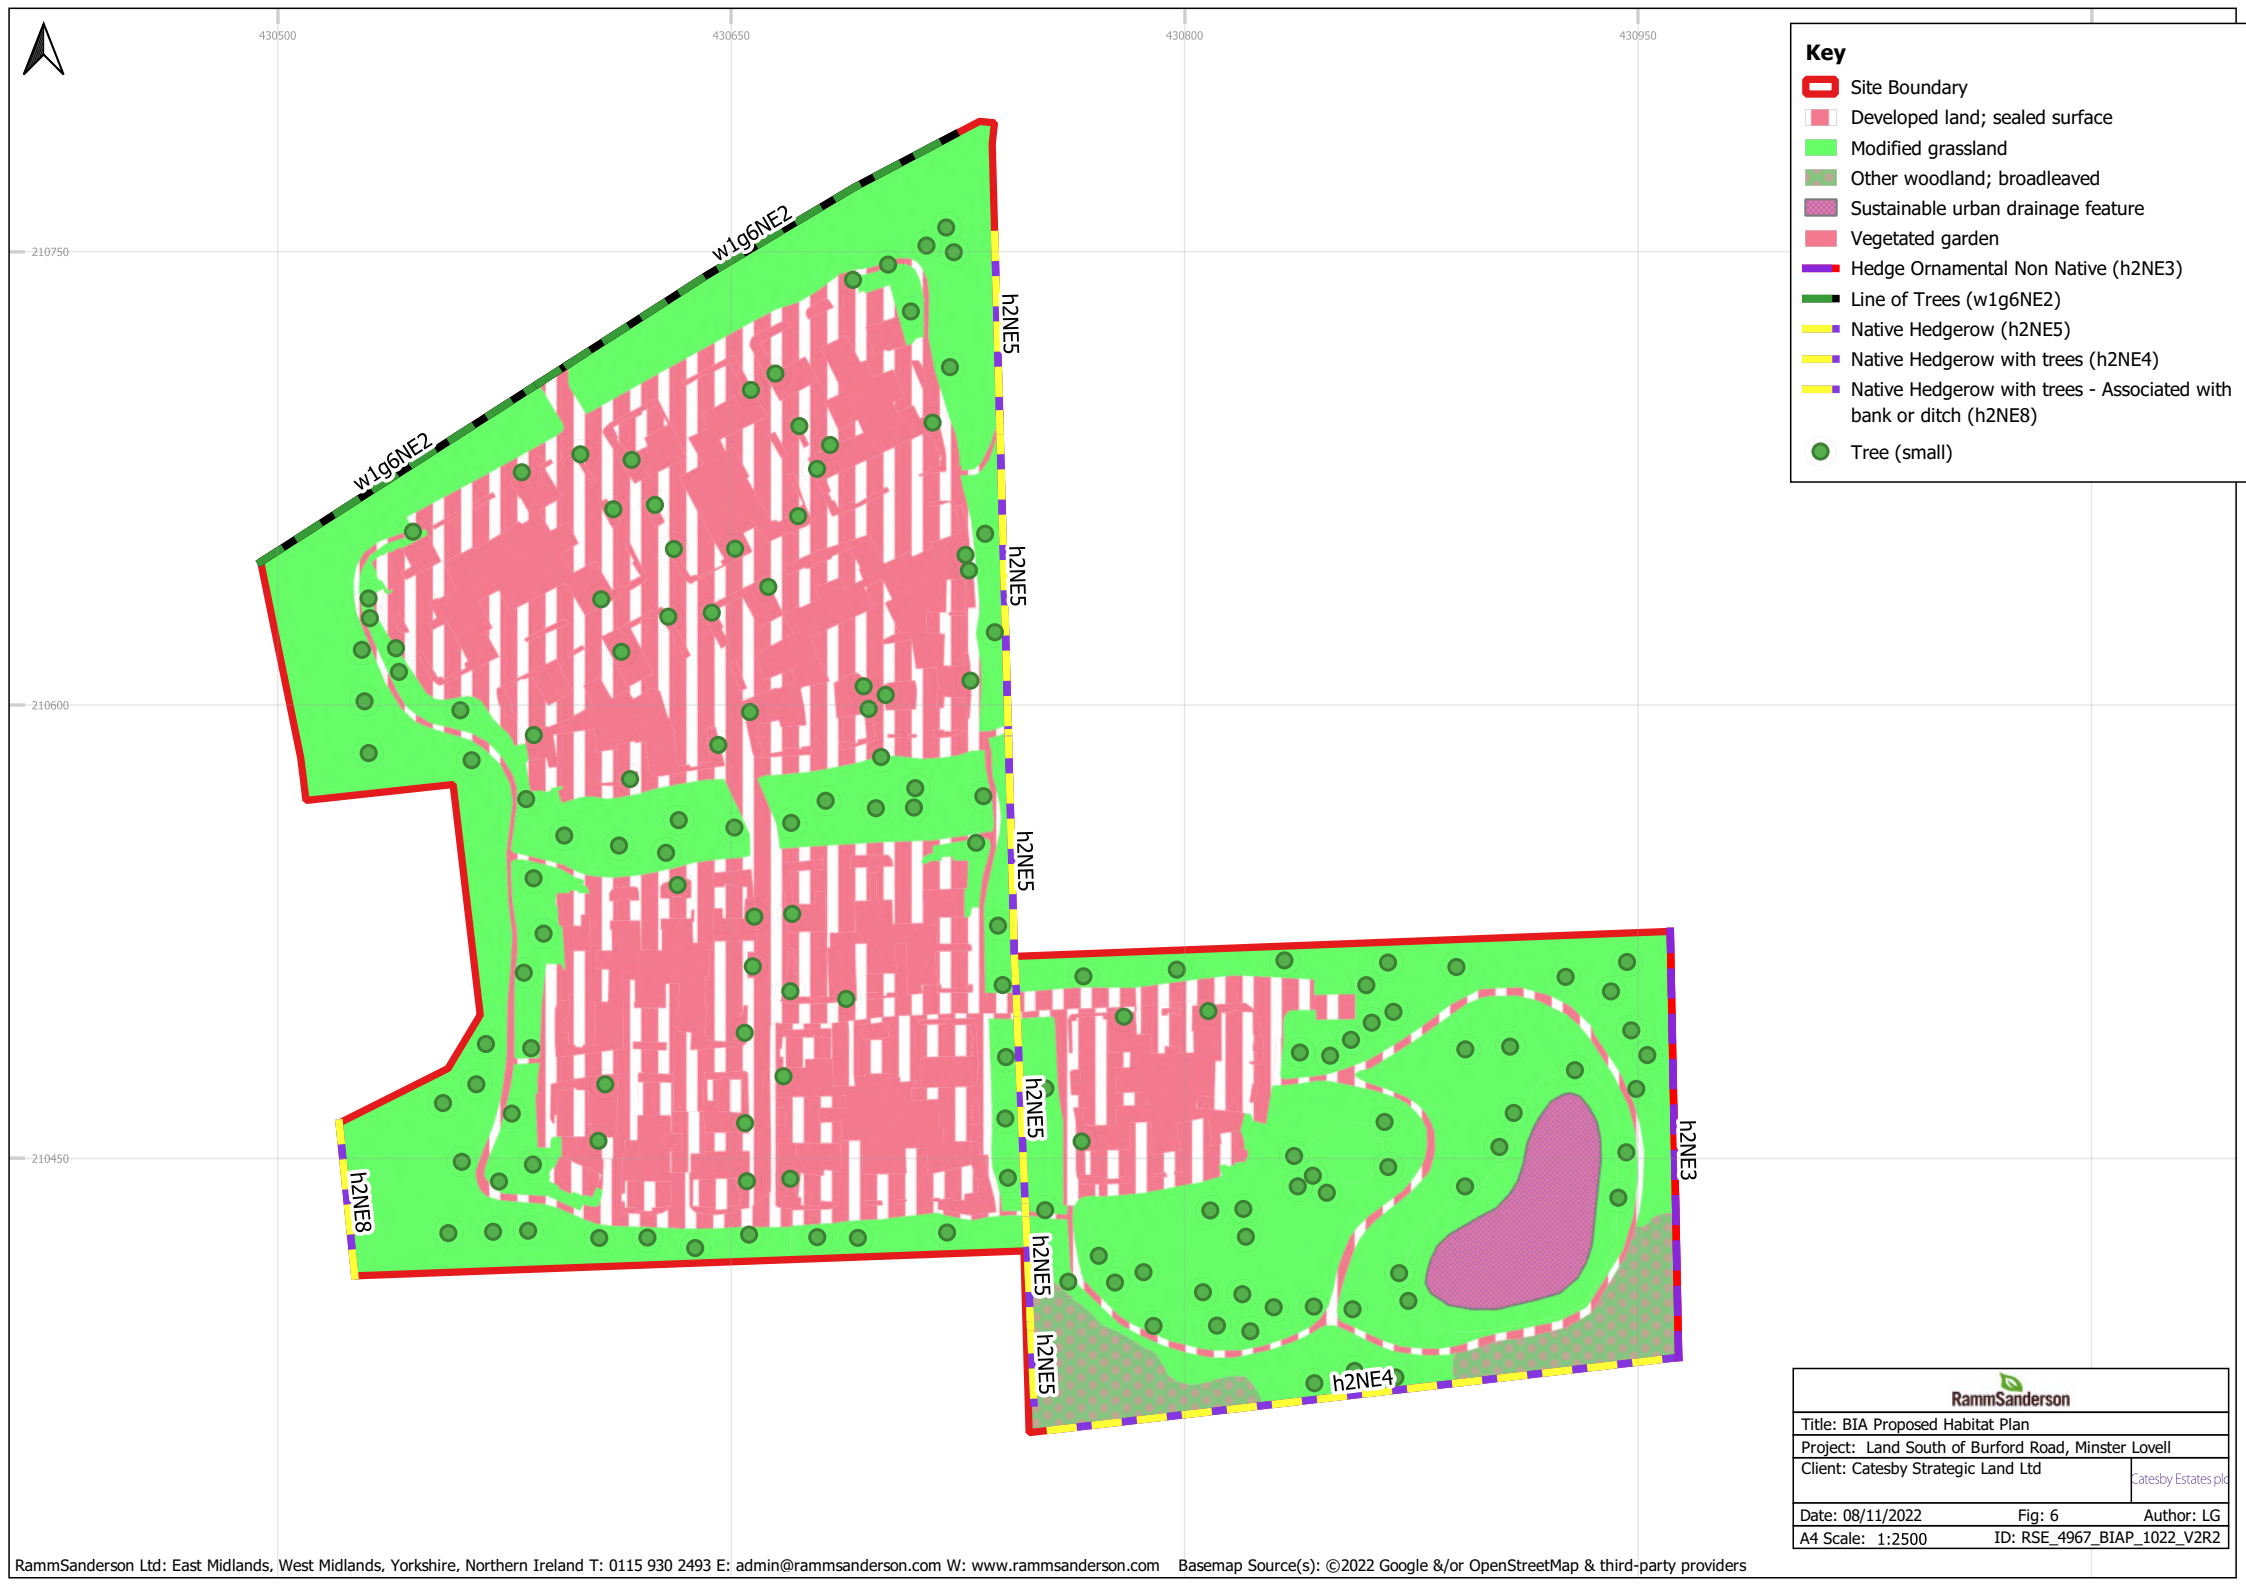 430500
430650
430800
430950
210750
210600
210450
Key
Site Boundary
Developed land; sealed surface
Modified grassland
Other woodland; broadleaved
Sustainable urban drainage feature
Vegetated garden
Hedge Ornamental Non Native (h2NE3)
Line of Trees (w1g6NE2)
Native Hedgerow (h2NE5)
Native Hedgerow with trees (h2NE4)
Native Hedgerow with trees - Associated with
bank or ditch (h2NE8)
Tree (small)
w1g6NE2
w1g6NE2
h2NE5
h2NE5
h2NE5
h2NE5
h2NE5
h2NE5
h2NE8
h2NE3
h2NE4
RammSanderson
Title: BIA Proposed Habitat Plan
Project: Land South of Burford Road, Minster Lovell
Client: Catesby Strategic Land Ltd
Catesby Estates plc
Date: 08/11/2022 Fig: 6 Author: LG
A4 Scale: 1:2500 ID: RSE_4967_BIAP_1022_V2R2
RammSanderson Ltd: East Midlands, West Midlands, Yorkshire, Northern Ireland T: 0115 930 2493 E: admin@rammsanderson.com W: www.rammsanderson.com Basemap Source(s): ©2022 Google &/or OpenStreetMap & third-party providers